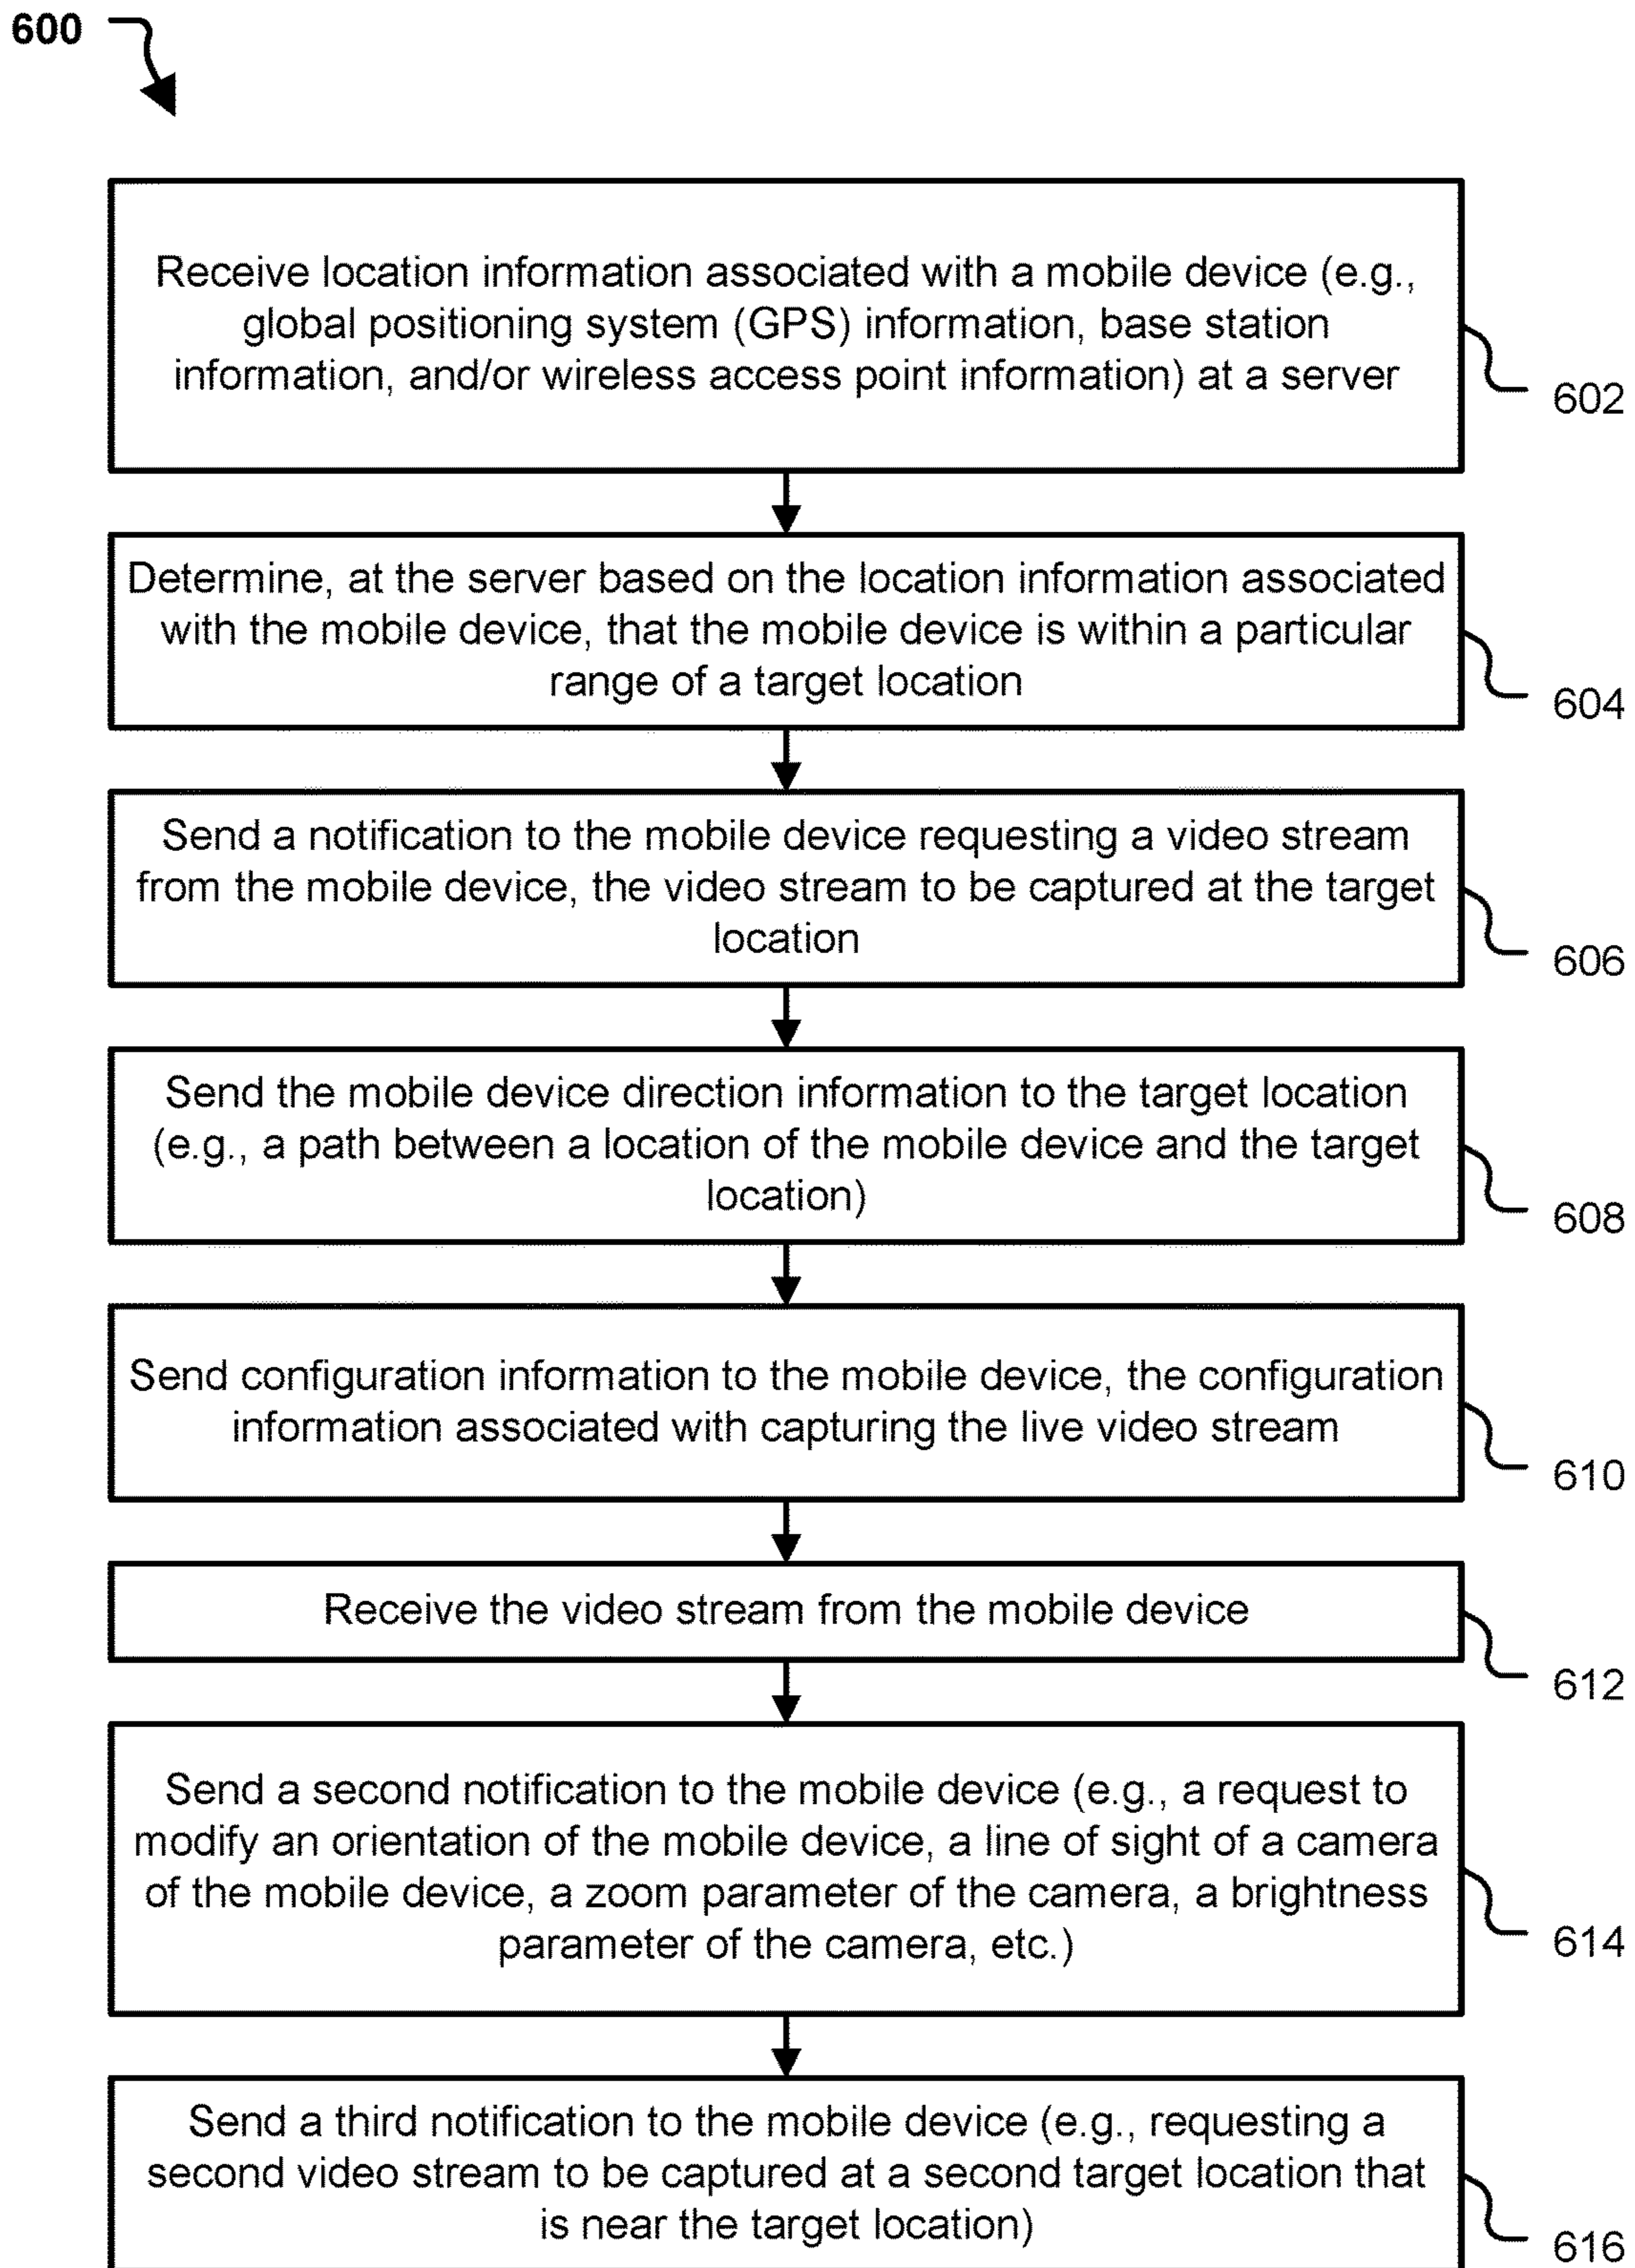 600
Receive location information associated with a mobile device (e.g.,
global positioning system (GPS) information, base station
information, and/or wireless access point information) at a server
602
Determine, at the server based on the location information associated
with the mobile device, that the mobile device is within a particular
range of a target location
604
Send a notification to the mobile device requesting a video stream
from the mobile device, the video stream to be captured at the target
location
606
Send the mobile device direction information to the target location
(e.g., a path between a location of the mobile device and the target
location)
608
Send configuration information to the mobile device, the configuration
information associated with capturing the live video stream
610
Receive the video stream from the mobile device
612
Send a second notification to the mobile device (e.g., a request to
modify an orientation of the mobile device, a line of sight of a camera
of the mobile device, a zoom parameter of the camera, a brightness
parameter of the camera, etc.)
614
Send a third notification to the mobile device (e.g., requesting a
second video stream to be captured at a second target location that
is near the target location)
616